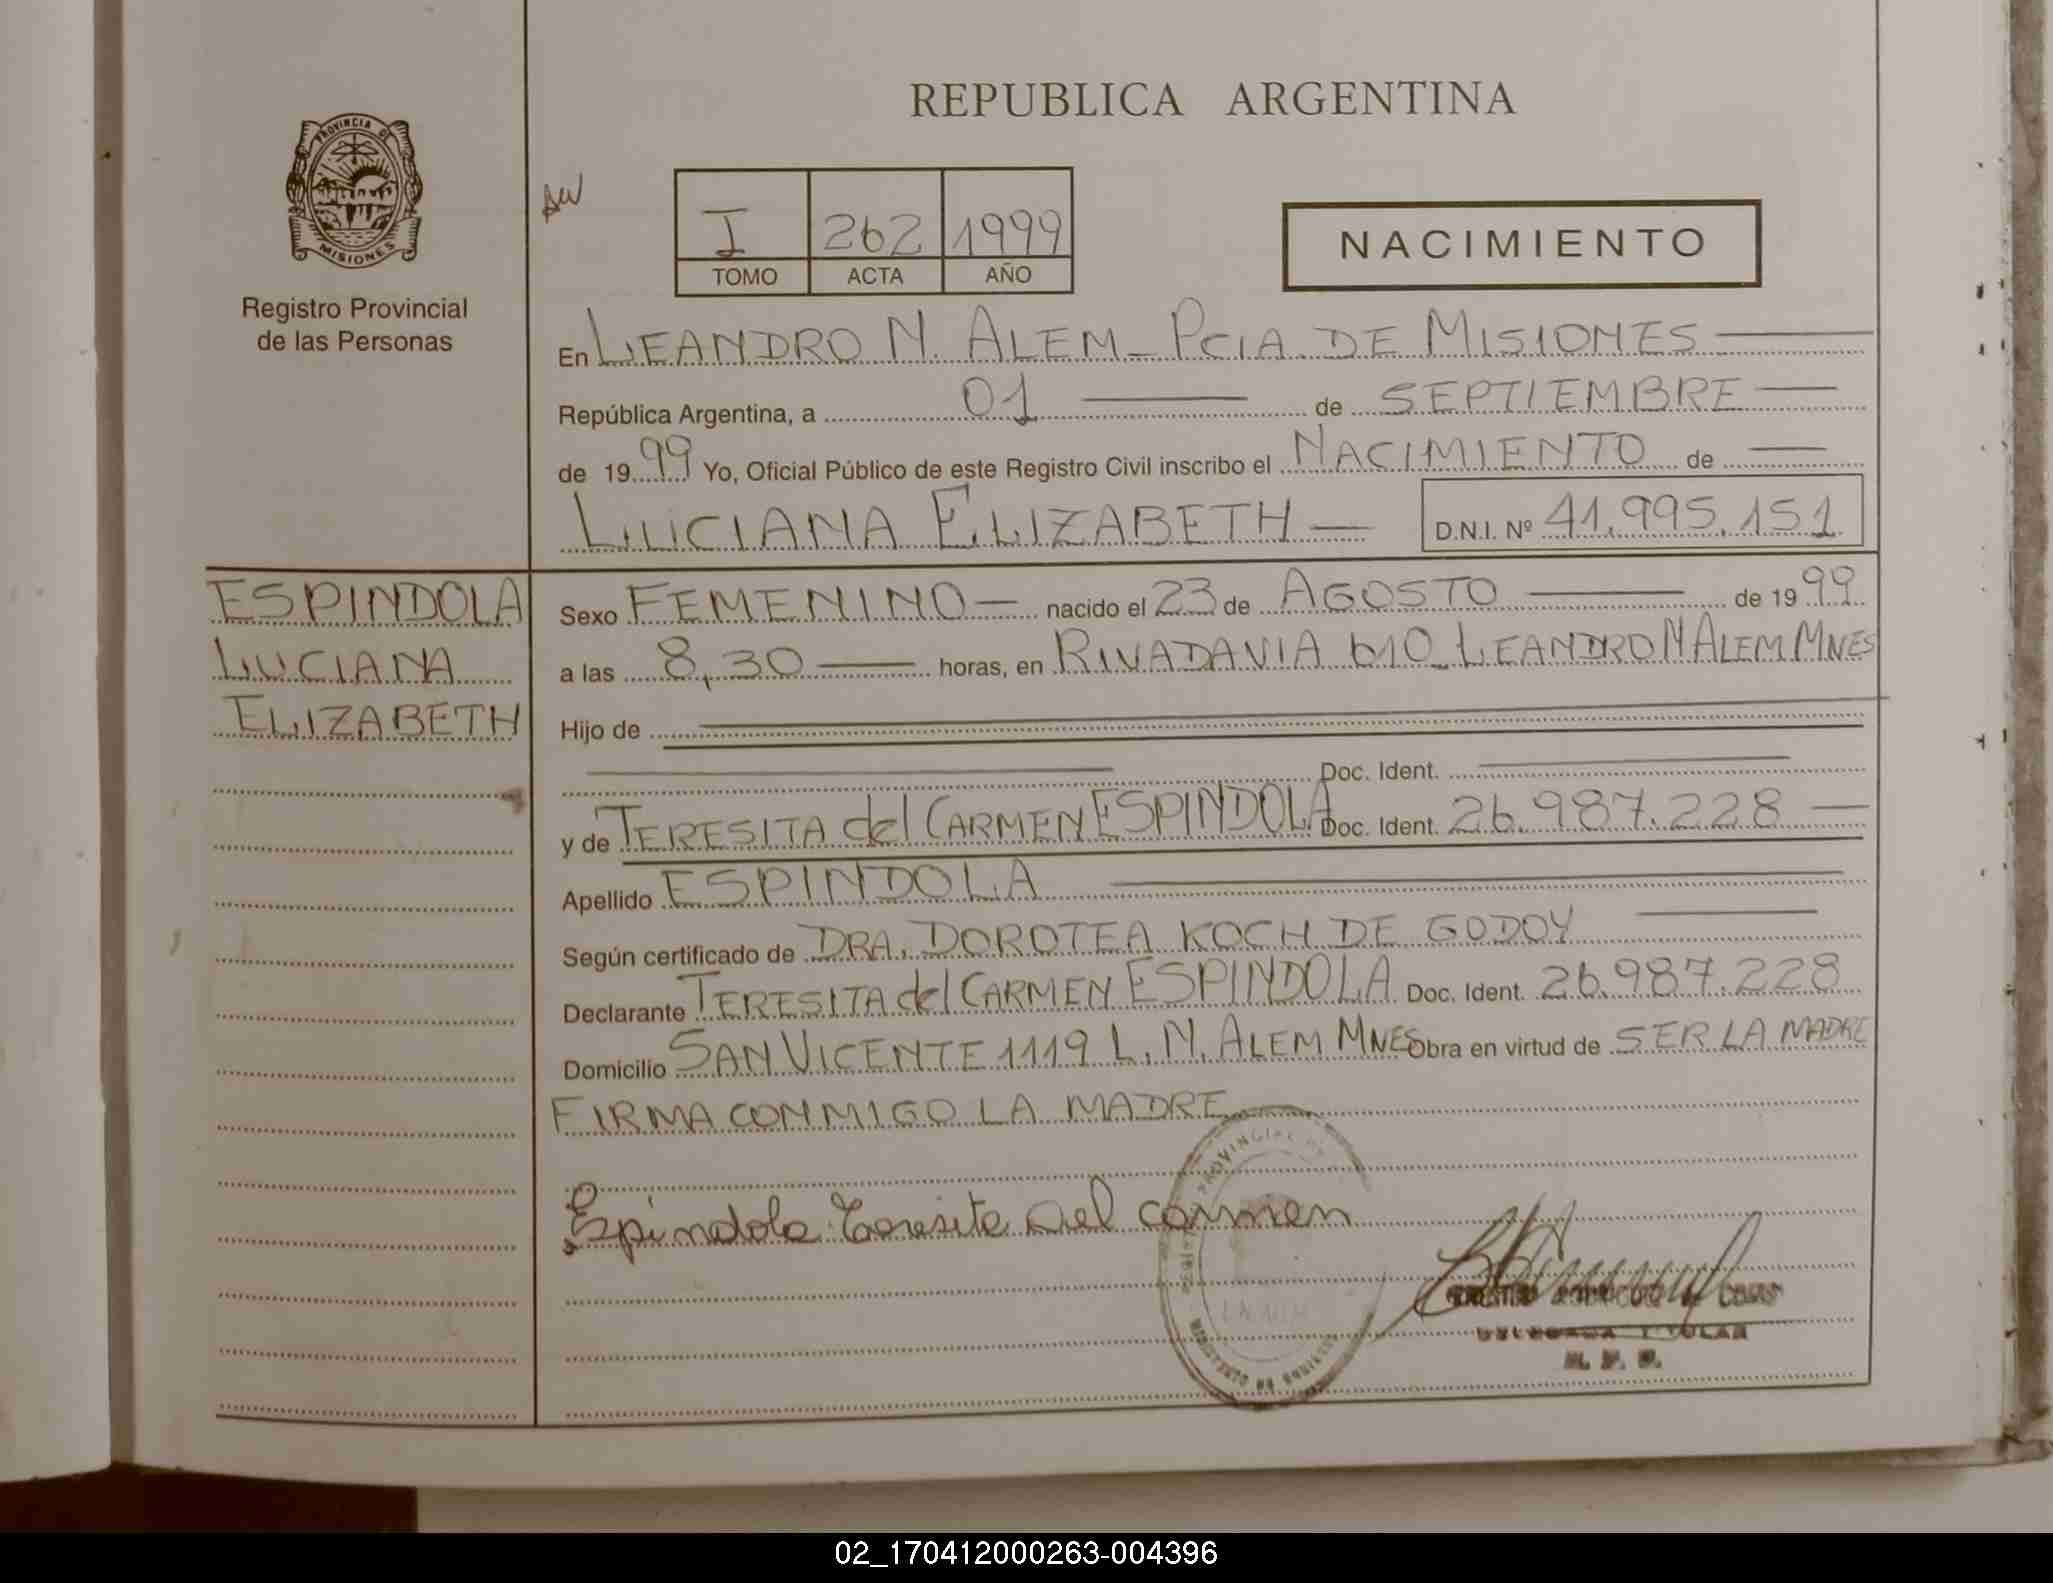 REPUBLICA ARGENTINA
PROVINCIA DE
MISIONES
Registro Provincial
de las Personas
I 262 1999
TOMO ACTA AÑO
NACIMIENTO
En LEANDRO N. ALEM - PCIA. DE MISIONES
República Argentina, a 01 de SEPTIEMBRE
de 1999 Yo, Oficial Público de este Registro Civil inscribo el NACIMIENTO de
LUCIANA ELIZABETH D.N.I. Nº 41.995.151
ESPINDOLA
LUCIANA
ELIZABETH
Sexo FEMENINO nacido el 23 de AGOSTO de 1999
a las 8,30 horas, en RIVADAVIA 610 LEANDRO N ALEM MNES
Hijo de
Doc. Ident.
y de TERESITA del CARMEN ESPINDOLA Doc. Ident. 26.987.228
Apellido ESPINDOLA
Según certificado de DRA. DOROTEA KOCH DE GODOY
Declarante TERESITA del CARMEN ESPINDOLA Doc. Ident. 26.987.228
Domicilio SAN VICENTE 1119 L. N. ALEM MNES Obra en virtud de SER LA MADRE
FIRMA CONMIGO LA MADRE
Espindola Teresita Del carmen
PROVINCIAL DE
DELEGADA TITULAR
02_170412000263-004396